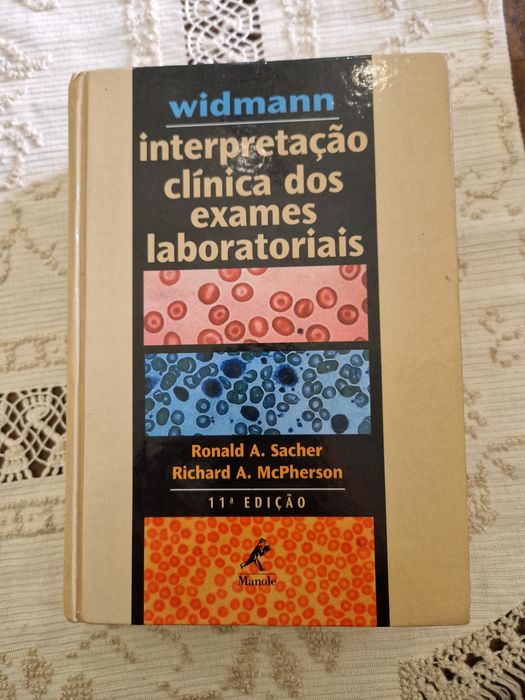 widmann
interpretação
clínica dos
exames
laboratoriais
Ronald A. Sacher
Richard A. McPherson
11ª EDIÇÃO
Manole